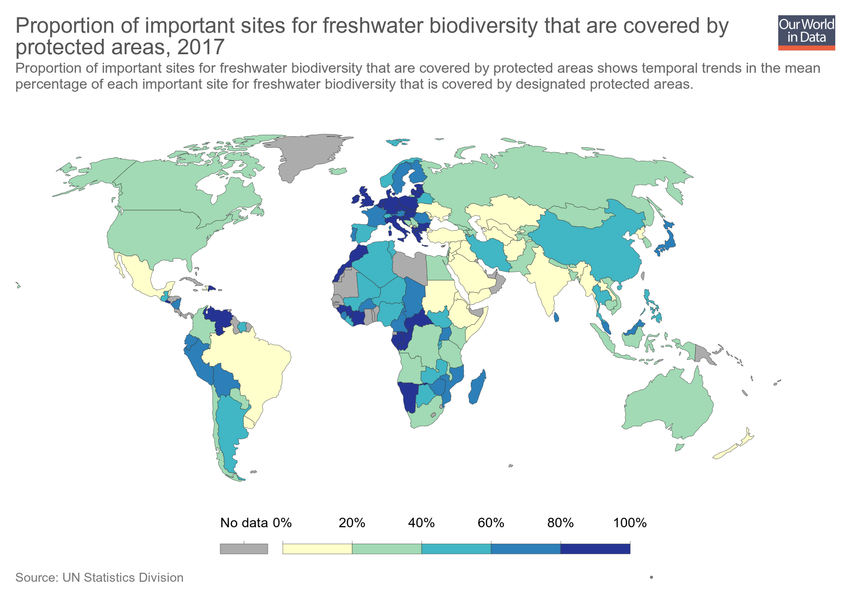 Proportion of important sites for freshwater biodiversity that are covered by
protected areas, 2017
Our World
in Data
Proportion of important sites for freshwater biodiversity that are covered by protected areas shows temporal trends in the mean
percentage of each important site for freshwater biodiversity that is covered by designated protected areas.
No data 0% 20% 40% 60% 80% 100%
Source: UN Statistics Division